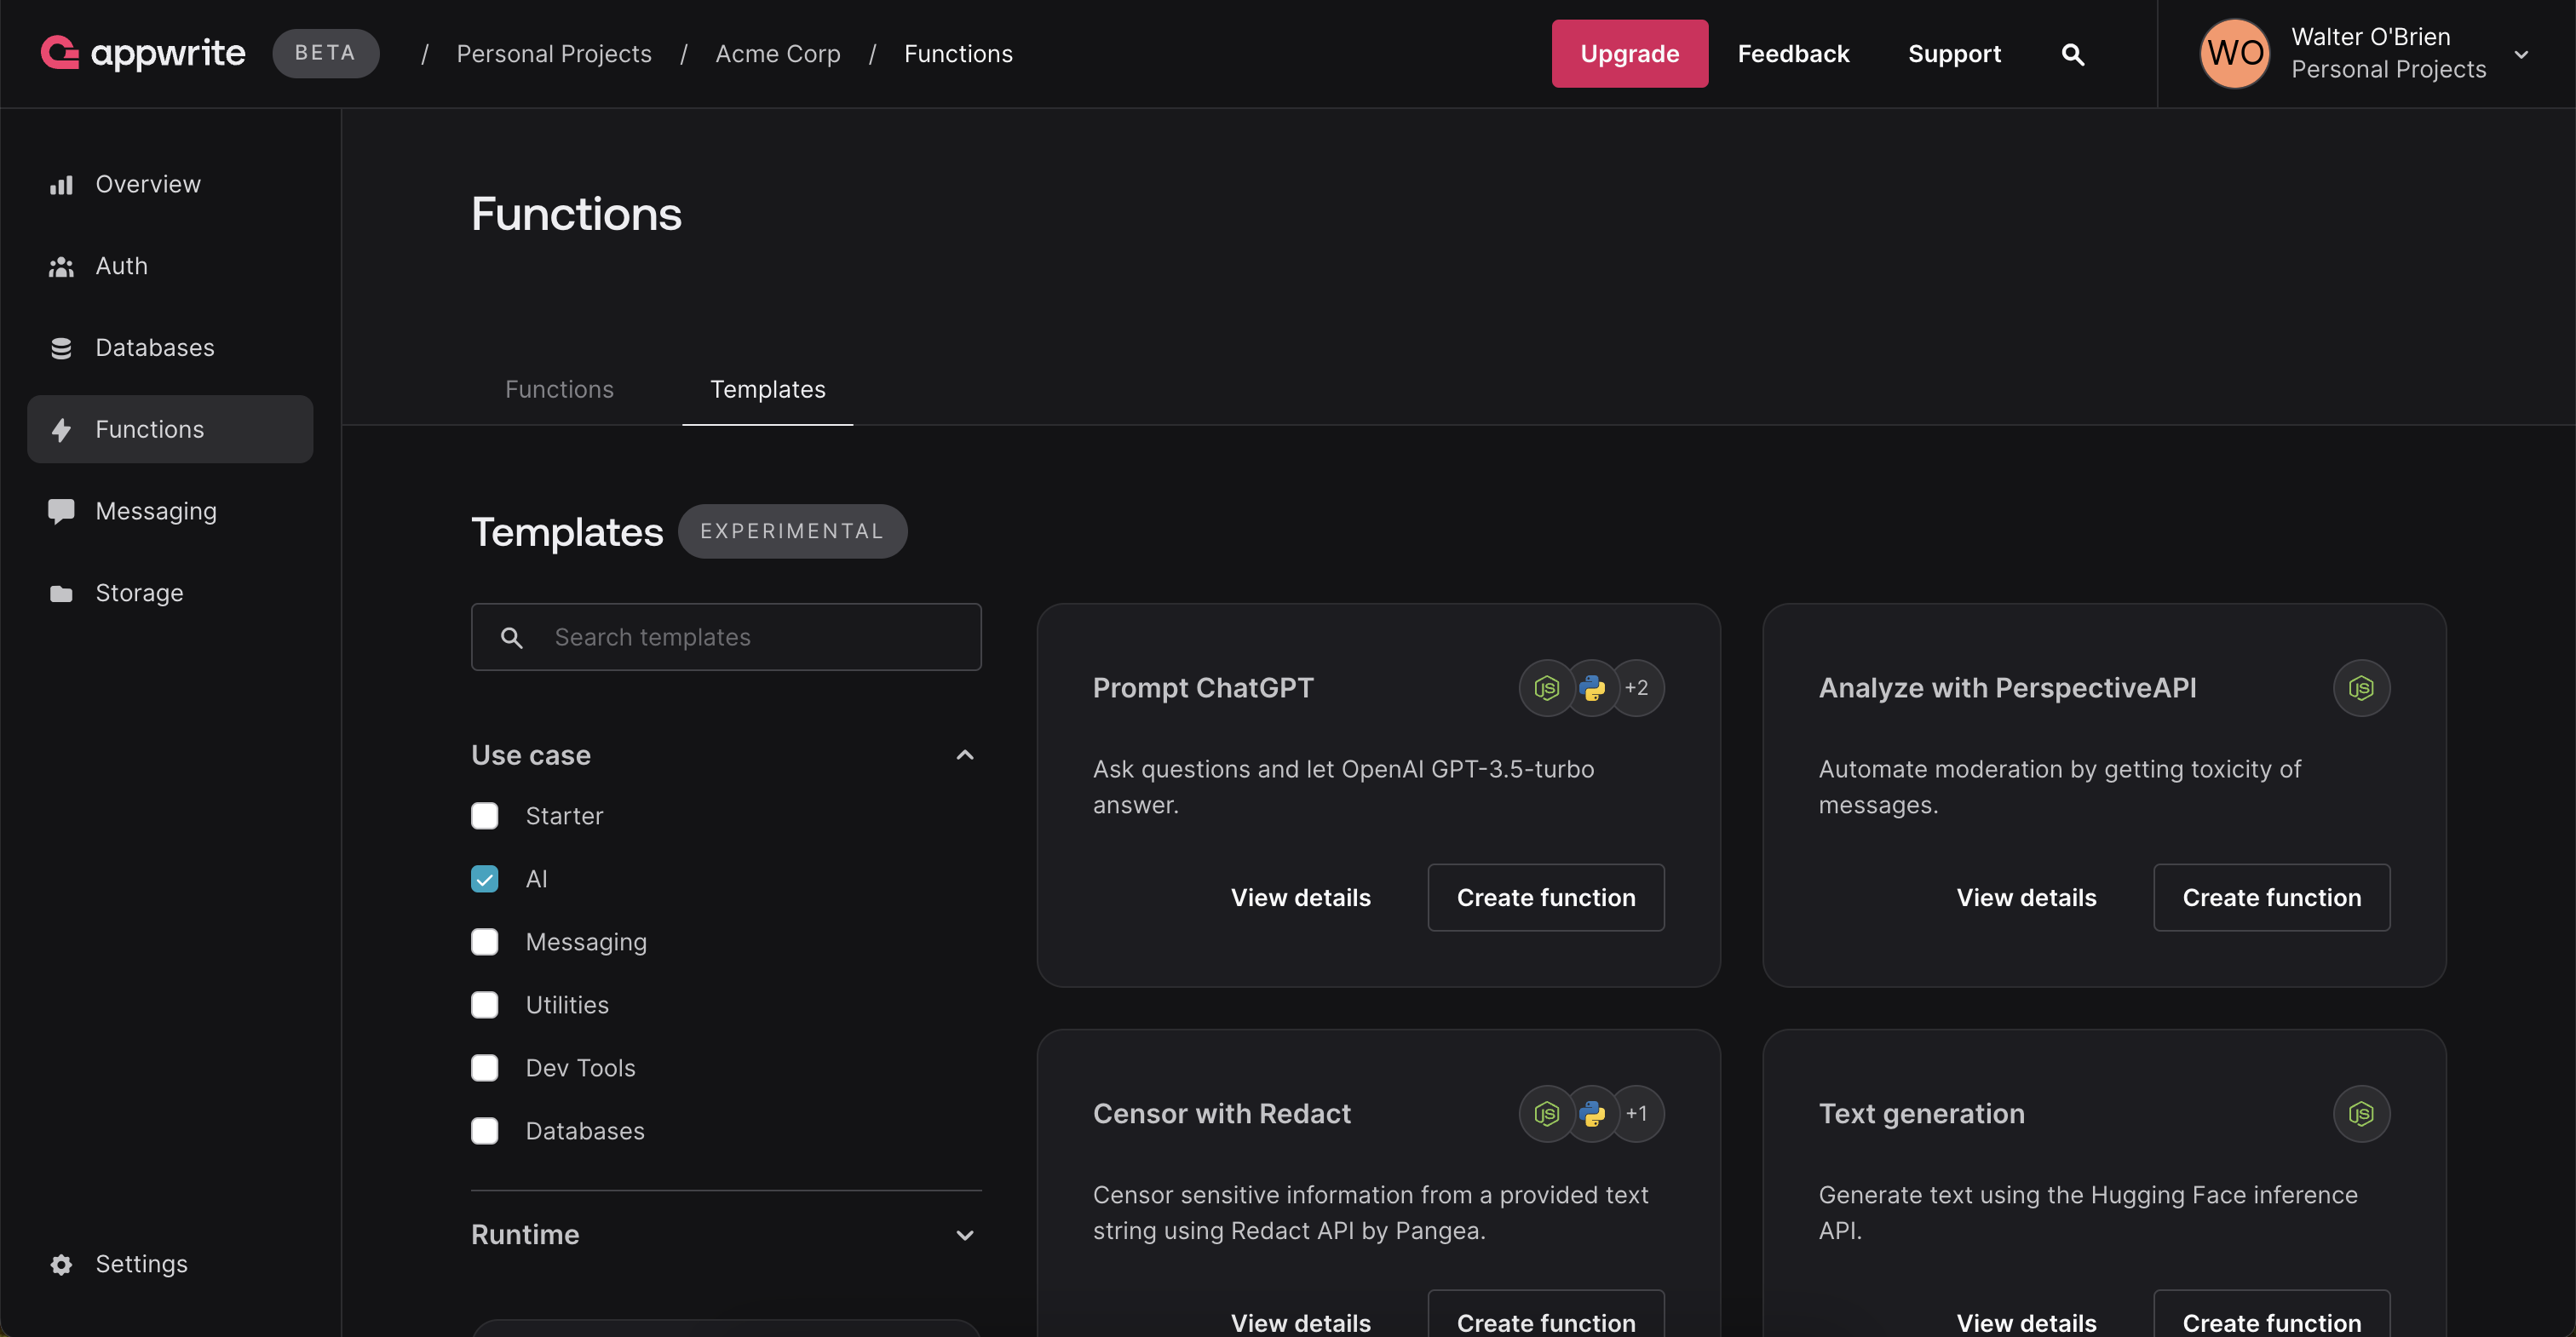 appwrite BETA / Personal Projects / Acme Corp / Functions
Upgrade Feedback Support
WO
Walter O'Brien
Personal Projects
Overview
Auth
Databases
Functions
Messaging
Storage
Settings
Functions
Functions Templates
Templates EXPERIMENTAL
Search templates
Use case
Starter
AI
Messaging
Utilities
Dev Tools
Databases
Runtime
Prompt ChatGPT
JS +2
Ask questions and let OpenAI GPT-3.5-turbo
answer.
View details Create function
Analyze with PerspectiveAPI
JS
Automate moderation by getting toxicity of
messages.
View details Create function
Censor with Redact
JS +1
Censor sensitive information from a provided text
string using Redact API by Pangea.
View details Create function
Text generation
JS
Generate text using the Hugging Face inference
API.
View details Create function